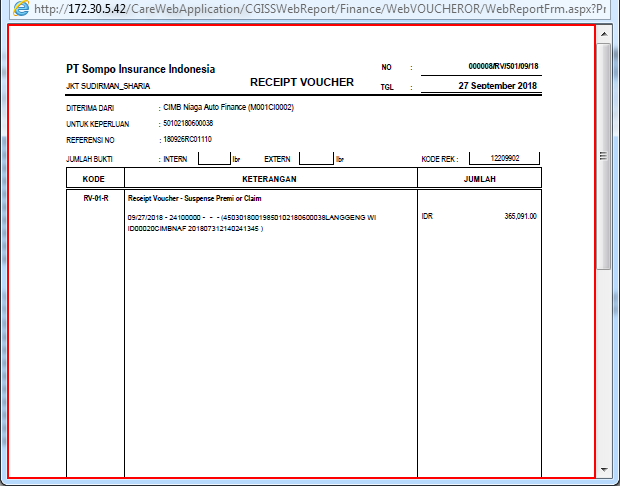 http://172.30.5.42/CareWebApplication/CGISSWebReport/Finance/WebVOUCHEROR/WebReportFrm.aspx?Pr
PT Sompo Insurance Indonesia
NO : 000008/RV/501/09/18
JKT SUDIRMAN_SHARIA
RECEIPT VOUCHER
TGL : 27 September 2018
DITERIMA DARI : CIMB Niaga Auto Finance (M001CI0002)
UNTUK KEPERLUAN : 50102180600038
REFERENSI NO : 180926RC01110
JUMLAH BUKTI : INTERN lbr EXTERN lbr KODE REK : 12209902
KODE KETERANGAN JUMLAH
RV-01-R Receipt Voucher - Suspense Premi or Claim
09/27/2018 - 24100000 - - - (45030180019850102180600038LANGGENG WI IDR 365,091.00
ID00020CIMBNAF 201807312140241345 )